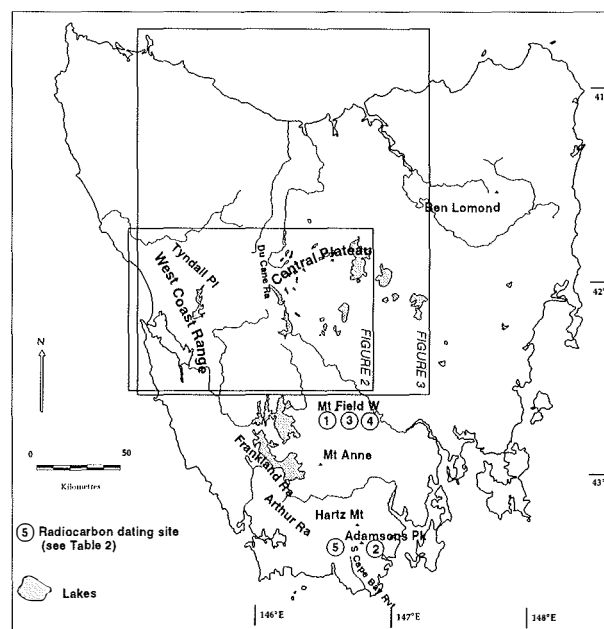 41
Ben Lomond
Tyndall Pl
West Coast Range
Du Cane Ra
Central Plateau
42°
FIGURE 2
FIGURE 3
N
Mt Field W
1 3 4
50
Kilometres
Mt Anne
Frankland Ra
43°
Arthur Ra
Hartz Mt
Adamsons Pk
5 2
S Cape Bay Rv
5 Radiocarbon dating site
(see Table 2)
Lakes
146°E
147°E
148°E